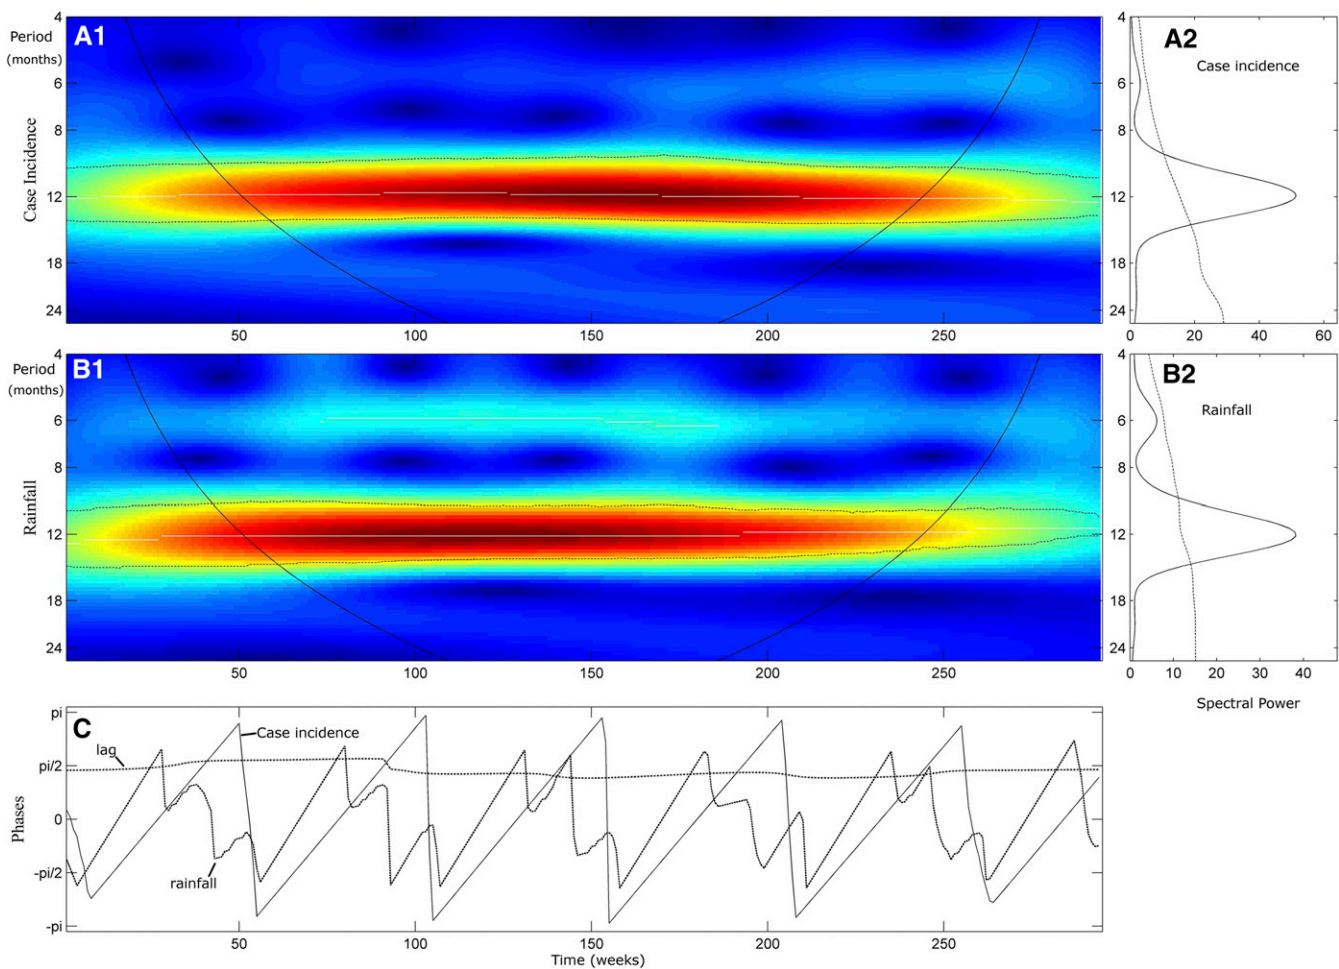 A1
Period
(months)
Case Incidence
4
6
8
12
18
24
50
100
150
200
250
A2
Case incidence
4
6
8
12
18
24
0
20
40
60
B1
Period
(months)
Rainfall
4
6
8
12
18
24
50
100
150
200
250
B2
Rainfall
4
6
8
12
18
24
0
10
20
30
40
Spectral Power
C
Phases
pi
pi/2
0
-pi/2
-pi
lag
Case incidence
rainfall
50
100
150
200
250
Time (weeks)